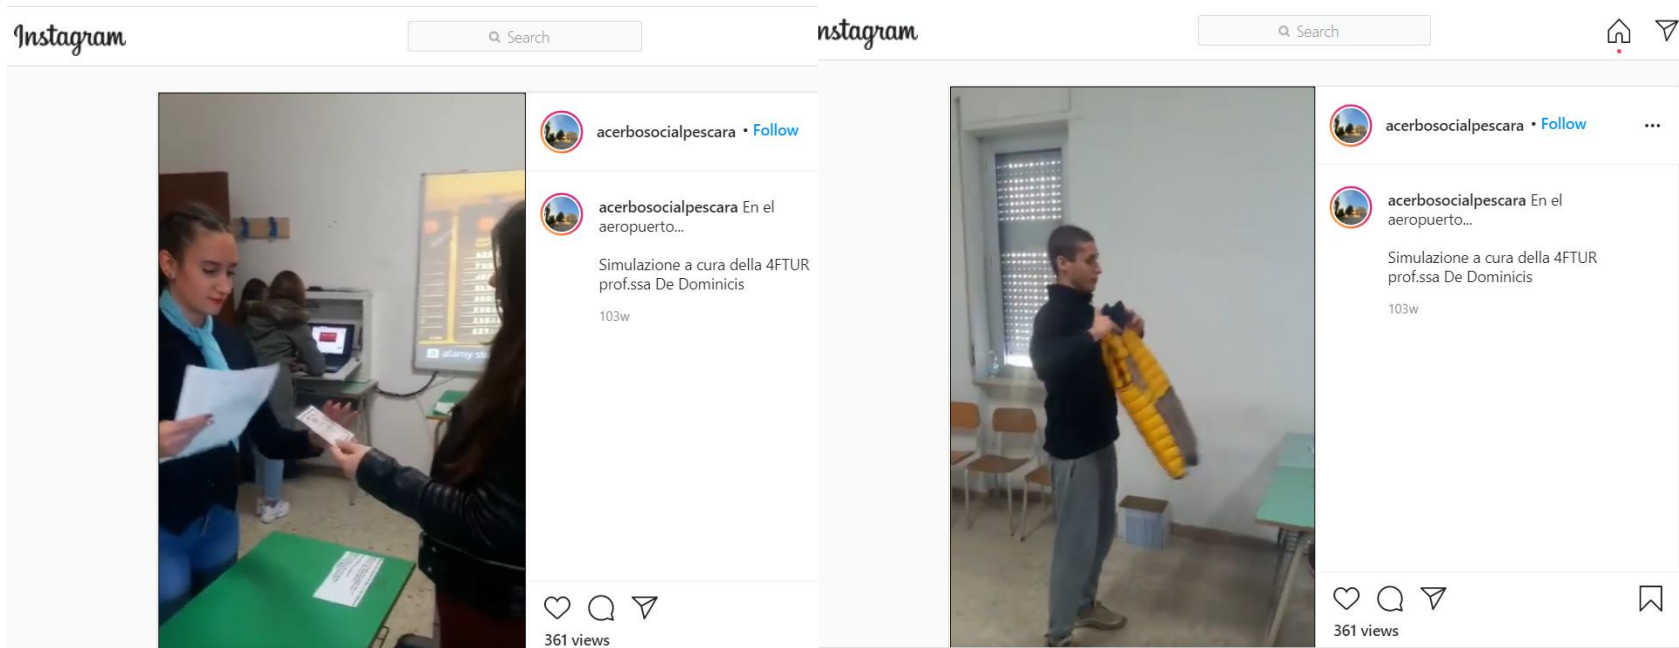 Instagram
Search
acerbosocialpescara • Follow
acerbosocialpescara En el
aeropuerto...
Simulazione a cura della 4FTUR
prof.ssa De Dominicis
103w
361 views
nstagram
Search
acerbosocialpescara • Follow
acerbosocialpescara En el
aeropuerto...
Simulazione a cura della 4FTUR
prof.ssa De Dominicis
103w
361 views
alamy